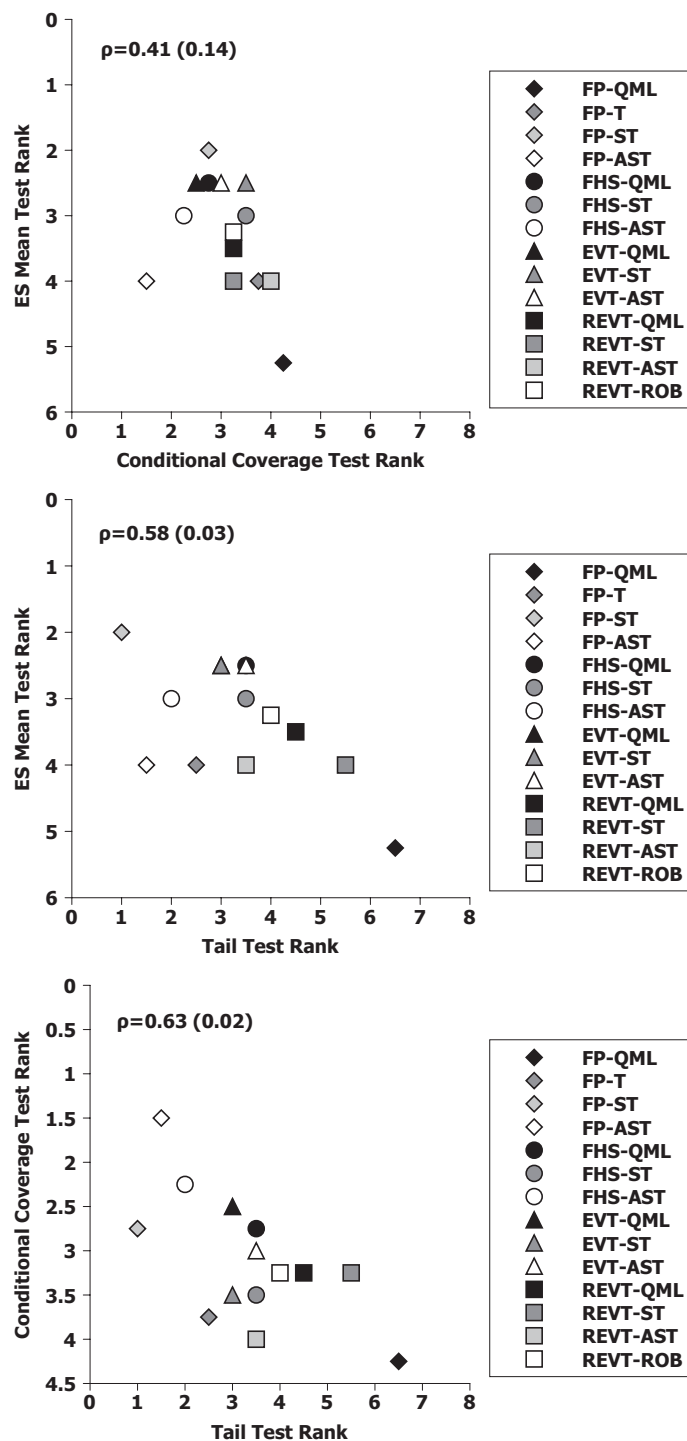 ρ=0.41 (0.14)
ES Mean Test Rank
0
1
2
3
4
5
6
0 1 2 3 4 5 6 7 8
Conditional Coverage Test Rank
FP-QML
FP-T
FP-ST
FP-AST
FHS-QML
FHS-ST
FHS-AST
EVT-QML
EVT-ST
EVT-AST
REVT-QML
REVT-ST
REVT-AST
REVT-ROB
ρ=0.58 (0.03)
ES Mean Test Rank
0
1
2
3
4
5
6
0 1 2 3 4 5 6 7 8
Tail Test Rank
FP-QML
FP-T
FP-ST
FP-AST
FHS-QML
FHS-ST
FHS-AST
EVT-QML
EVT-ST
EVT-AST
REVT-QML
REVT-ST
REVT-AST
REVT-ROB
ρ=0.63 (0.02)
Conditional Coverage Test Rank
0
0.5
1
1.5
2
2.5
3
3.5
4
4.5
0 1 2 3 4 5 6 7 8
Tail Test Rank
FP-QML
FP-T
FP-ST
FP-AST
FHS-QML
FHS-ST
FHS-AST
EVT-QML
EVT-ST
EVT-AST
REVT-QML
REVT-ST
REVT-AST
REVT-ROB